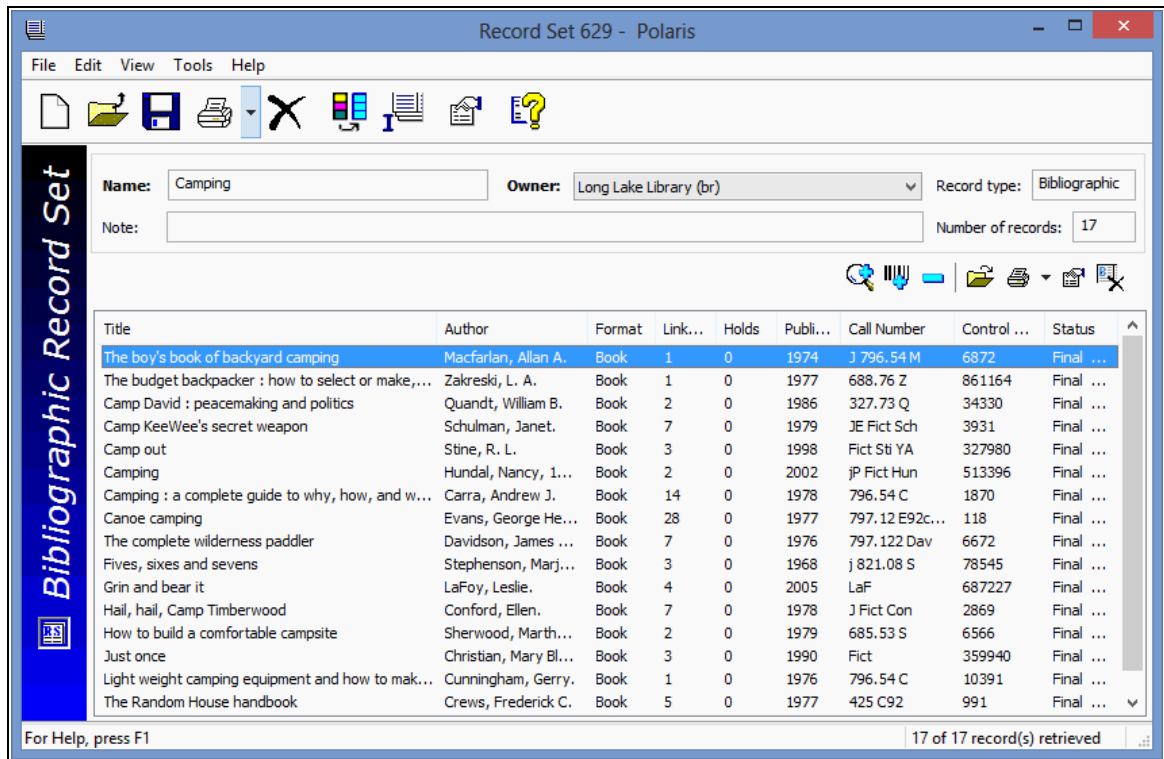 Record Set 629 - Polaris
File Edit View Tools Help
Bibliographic Record Set
Name: Camping Owner: Long Lake Library (br) Record type: Bibliographic
Note: Number of records: 17
Title Author Format Link... Holds Publi... Call Number Control ... Status
The boy's book of backyard camping Macfarlan, Allan A. Book 1 0 1974 J 796.54 M 6872 Final ...
The budget backpacker : how to select or make,... Zakreski, L. A. Book 1 0 1977 688.76 Z 861164 Final ...
Camp David : peacemaking and politics Quandt, William B. Book 2 0 1986 327.73 Q 34330 Final ...
Camp KeeWee's secret weapon Schulman, Janet. Book 7 0 1979 JE Fict Sch 3931 Final ...
Camp out Stine, R. L. Book 3 0 1998 Fict Sti YA 327980 Final ...
Camping Hundal, Nancy, 1... Book 2 0 2002 jP Fict Hun 513396 Final ...
Camping : a complete guide to why, how, and w... Carra, Andrew J. Book 14 0 1978 796.54 C 1870 Final ...
Canoe camping Evans, George He... Book 28 0 1977 797.12 E92c... 118 Final ...
The complete wilderness paddler Davidson, James ... Book 7 0 1976 797.122 Dav 6672 Final ...
Fives, sixes and sevens Stephenson, Marj... Book 3 0 1968 j 821.08 S 78545 Final ...
Grin and bear it LaFoy, Leslie. Book 4 0 2005 LaF 687227 Final ...
Hail, hail, Camp Timberwood Conford, Ellen. Book 7 0 1978 J Fict Con 2869 Final ...
How to build a comfortable campsite Sherwood, Marth... Book 2 0 1979 685.53 S 6566 Final ...
Just once Christian, Mary Bl... Book 3 0 1990 Fict 359940 Final ...
Light weight camping equipment and how to mak... Cunningham, Gerry. Book 1 0 1976 796.54 C 10391 Final ...
The Random House handbook Crews, Frederick C. Book 5 0 1977 425 C92 991 Final ...
For Help, press F1 17 of 17 record(s) retrieved